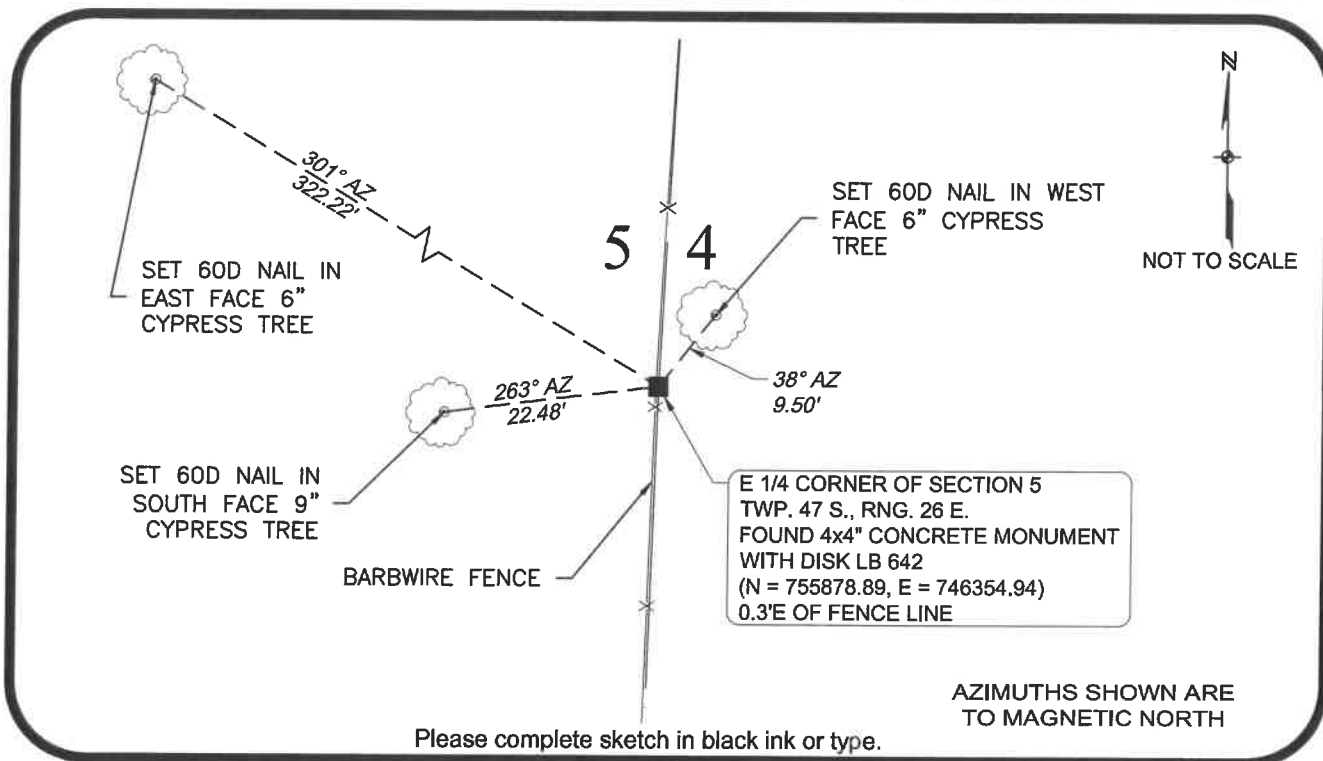 N
NOT TO SCALE
301° AZ
322.22'
SET 60D NAIL IN
EAST FACE 6"
CYPRESS TREE
5 4
SET 60D NAIL IN WEST
FACE 6" CYPRESS
TREE
38° AZ
9.50'
263° AZ
22.48'
SET 60D NAIL IN
SOUTH FACE 9"
CYPRESS TREE
BARBWIRE FENCE
E 1/4 CORNER OF SECTION 5
TWP. 47 S., RNG. 26 E.
FOUND 4x4" CONCRETE MONUMENT
WITH DISK LB 642
(N = 755878.89, E = 746354.94)
0.3'E OF FENCE LINE
AZIMUTHS SHOWN ARE
TO MAGNETIC NORTH
Please complete sketch in black ink or type.